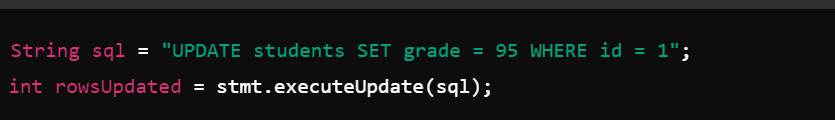 String sql = "UPDATE students SET grade = 95 WHERE id = 1";
int rowsUpdated = stmt.executeUpdate(sql);